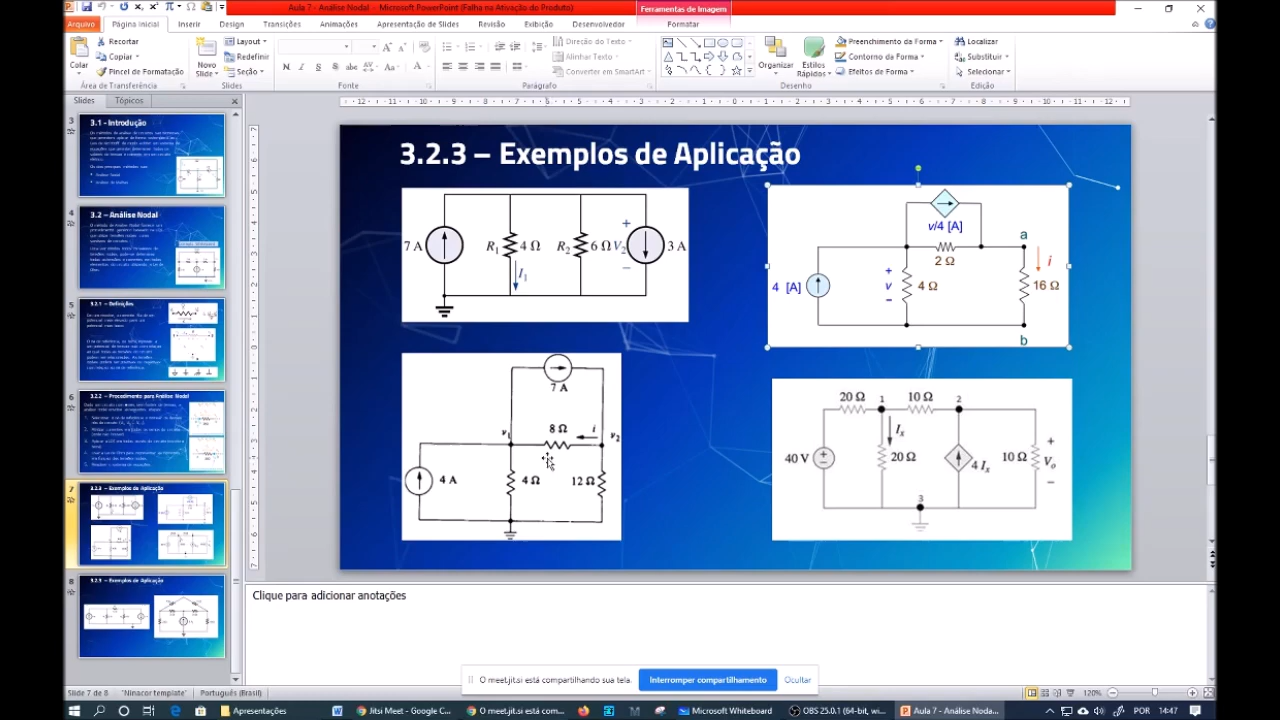 Aula 7 - Análise Nodal - Microsoft PowerPoint (Falha na Ativação do Produto)
Ferramentas de Imagem
Arquivo
Página Inicial
Inserir
Design
Transições
Animações
Apresentação de Slides
Revisão
Exibição
Desenvolvedor
Formatar
Colar
Recortar
Copiar
Pincel de Formatação
Área de Transferência
Novo
Slide
Layout
Redefinir
Seção
Slides
Fonte
Direção do Texto
Alinhar Texto
Converter em SmartArt
Parágrafo
Organizar
Estilos
Rápidos
Preenchimento da Forma
Contorno da Forma
Efeitos de Forma
Desenho
Localizar
Substituir
Selecionar
Edição
Slides
Tópicos
3
3.1 - Introdução
4
3.2 – Análise Nodal
5
3.2.1 – Definições
6
3.2.2 – Procedimento para Análise Nodal
7
3.2.3 – Exemplos de Aplicação
8
3.2.3 – Exemplos de Aplicação
3.2.3 – Exemplos de Aplicação
7 A
R1
4 Ω
I1
+
−
3 A
v/4 [A]
a
2 Ω
i
4 [A]
+
v
−
4 Ω
16 Ω
b
7 A
8 Ω
i
v2
4 A
4 Ω
12 Ω
10 Ω
2
20 Ω
10 Ω
+
Vo
−
3
Clique para adicionar anotações
O meet.jit.si está compartilhando sua tela.
Interromper compartilhamento
Ocultar
Slide 7 de 8
"Ninacor template"
Português (Brasil)
120%
Apresentações
Jitsi Meet - Google C...
O meet.jit.si está com...
Microsoft Whiteboard
OBS 25.0.1 (64-bit, wi...
Aula 7 - Análise Noda...
POR
14:47